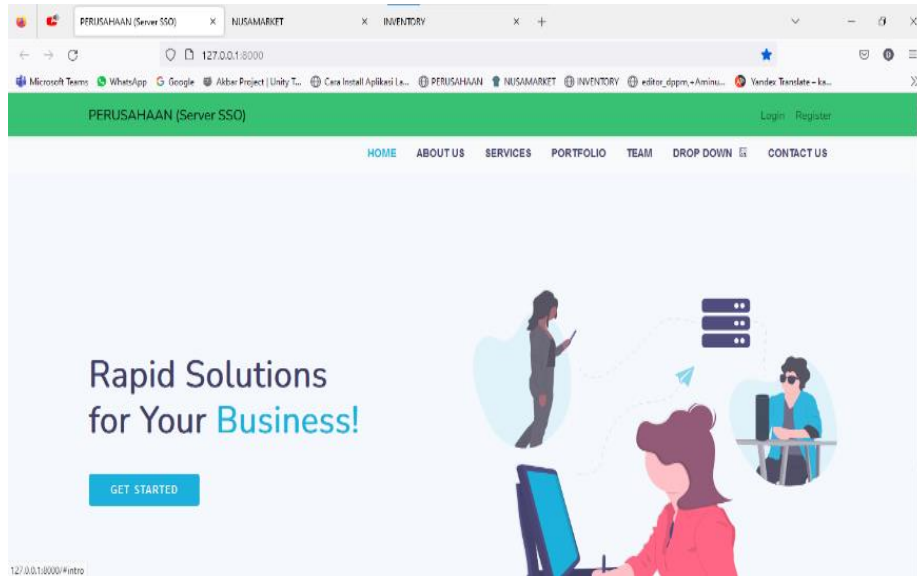 PERUSAHAAN (Server SSO) × NUSAMARKET × INVENTORY × +
127.0.0.1:8000
Microsoft Teams WhatsApp Google Akbar Project | Unity T... Cara Install Aplikasi La... PERUSAHAAN NUSAMARKET INVENTORY editor_dppm,+Aminu... Yandex Translate – ka...
PERUSAHAAN (Server SSO) Login Register
HOME ABOUT US SERVICES PORTFOLIO TEAM DROP DOWN CONTACT US
Rapid Solutions
for Your Business!
GET STARTED
127.0.0.1:8000/#intro